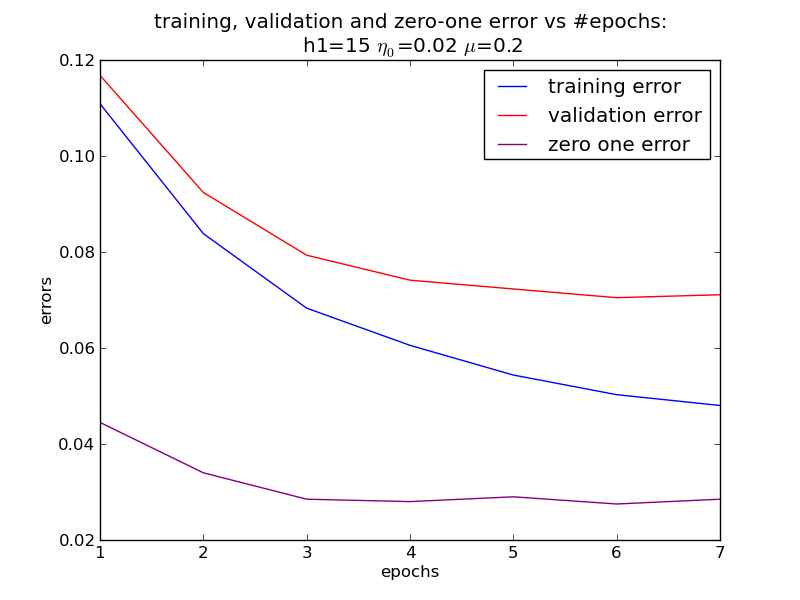 training, validation and zero-one error vs #epochs:
h1=15 η₀=0.02 μ=0.2
training error
validation error
zero one error
0.12
0.10
0.08
0.06
0.04
0.02
errors
1 2 3 4 5 6 7
epochs